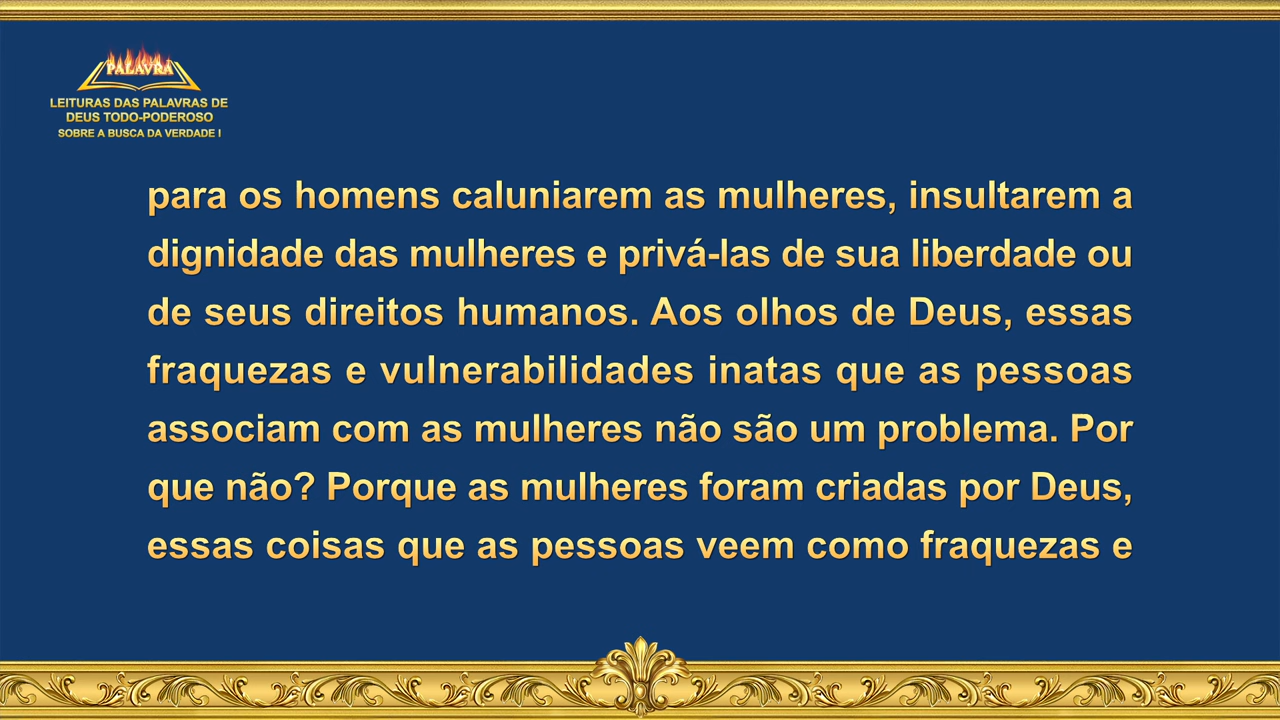 PALAVRA
LEITURAS DAS PALAVRAS DE
DEUS TODO-PODEROSO
SOBRE A BUSCA DA VERDADE I
para os homens caluniarem as mulheres, insultarem a
dignidade das mulheres e privá-las de sua liberdade ou
de seus direitos humanos. Aos olhos de Deus, essas
fraquezas e vulnerabilidades inatas que as pessoas
associam com as mulheres não são um problema. Por
que não? Porque as mulheres foram criadas por Deus,
essas coisas que as pessoas veem como fraquezas e